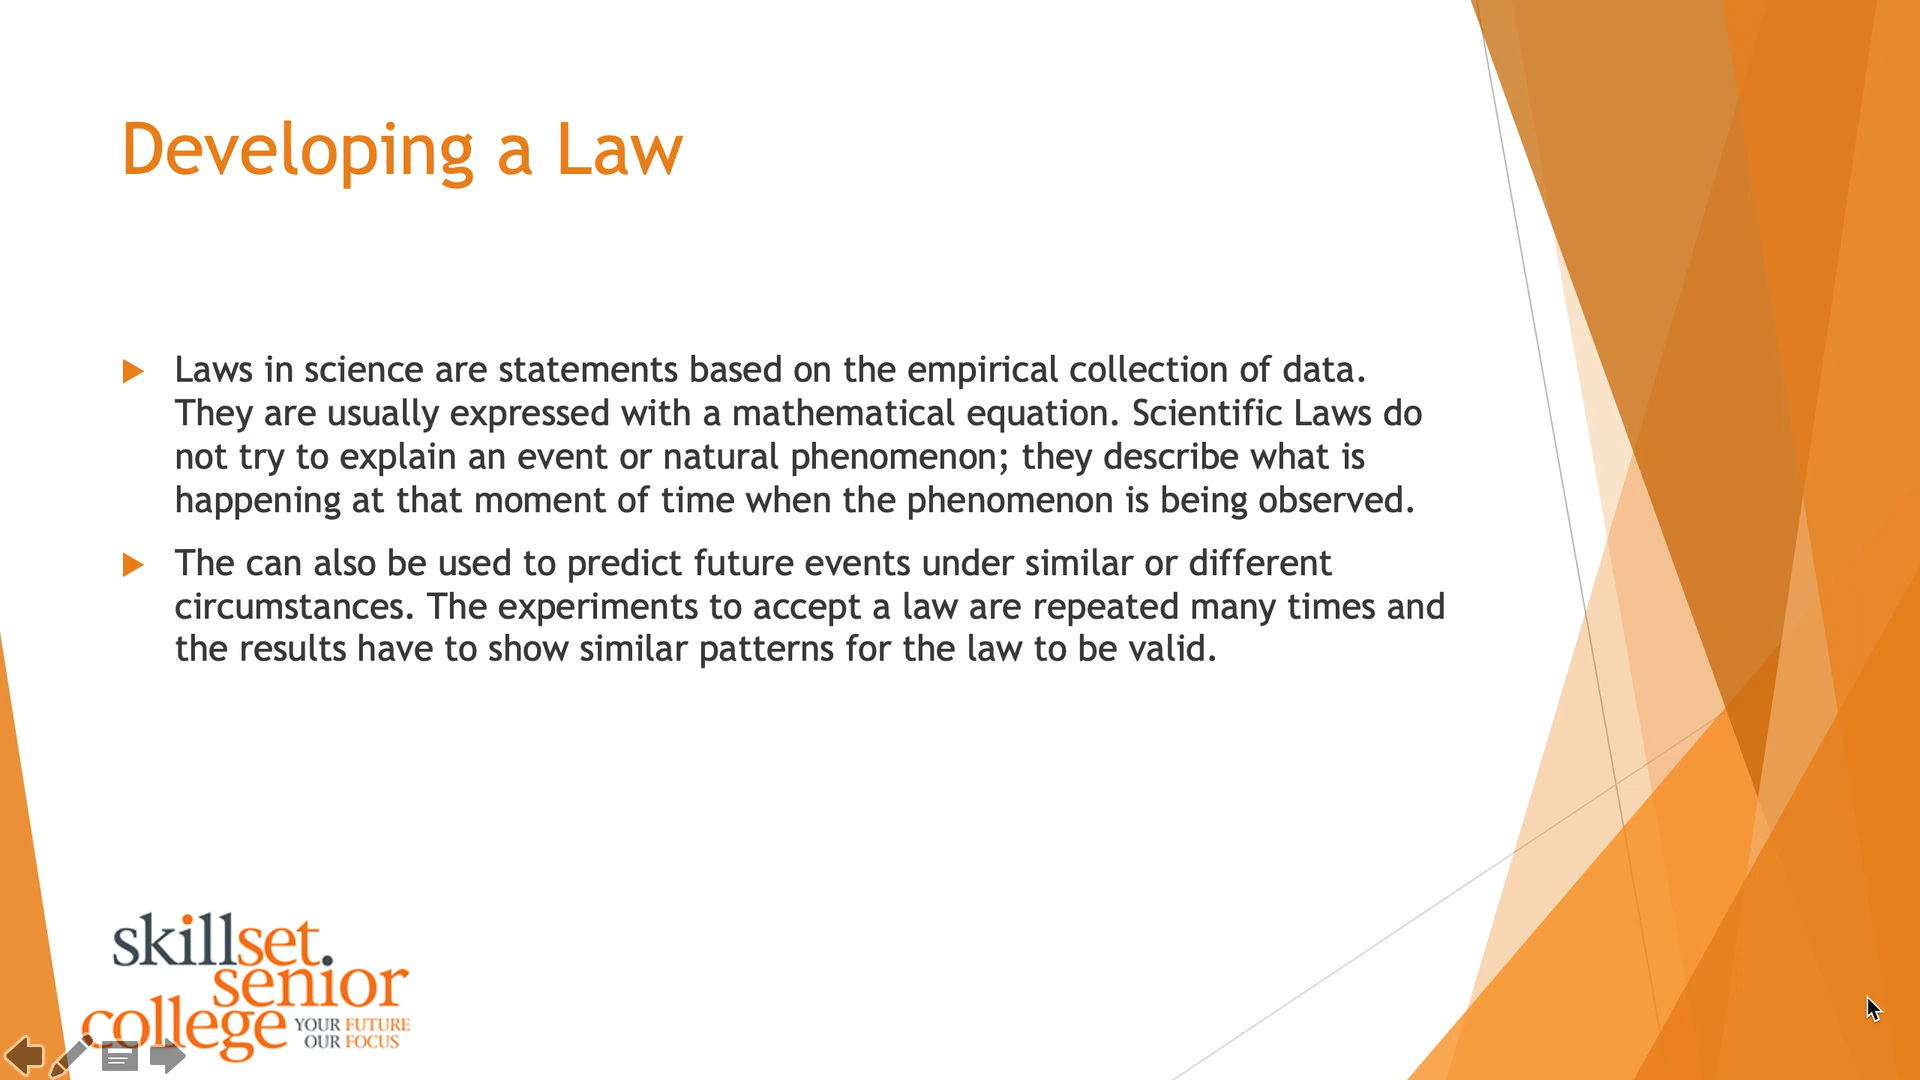 Developing a Law
Laws in science are statements based on the empirical collection of data.
They are usually expressed with a mathematical equation. Scientific Laws do
not try to explain an event or natural phenomenon; they describe what is
happening at that moment of time when the phenomenon is being observed.
The can also be used to predict future events under similar or different
circumstances. The experiments to accept a law are repeated many times and
the results have to show similar patterns for the law to be valid.
skillset.
senior
college
YOUR FUTURE
OUR FOCUS